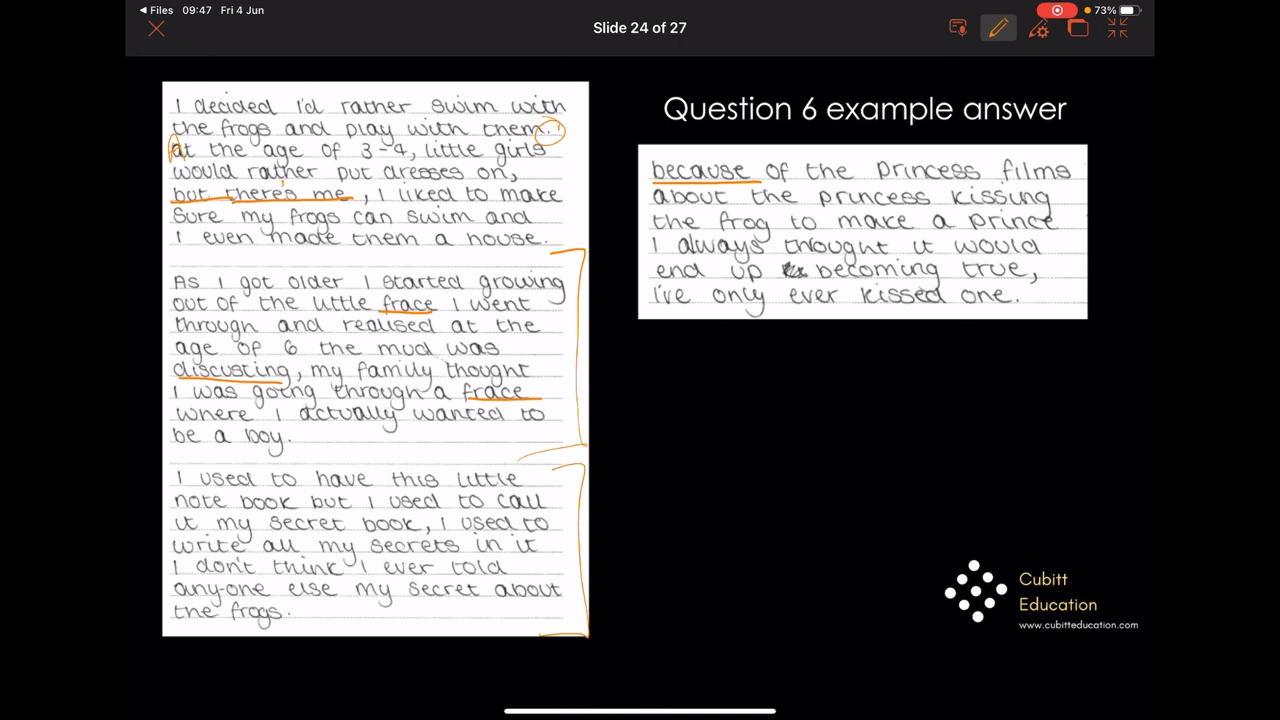 Files 09:47 Fri 4 Jun
73%
Slide 24 of 27
I decided I'd rather swim with
the frogs and play with them..
At the age of 3-4, little girls
would rather put dresses on,
but there's me, I liked to make
sure my frogs can swim and
I even made them a house.
As I got older I started growing
out of the little frace I went
through and realised at the
age of 6 the mud was
discusting, my family thought
I was going through a frace
where I actually wanted to
be a boy.
I used to have this little
note book but I used to call
it my secret book, I used to
write all my secrets in it
I don't think I ever told
any-one else my secret about
the frogs.
Question 6 example answer
because of the Princess films
about the princess kissing
the frog to make a prince
I always thought it would
end up becoming true,
i've only ever kissed one.
Cubitt
Education
www.cubitteducation.com